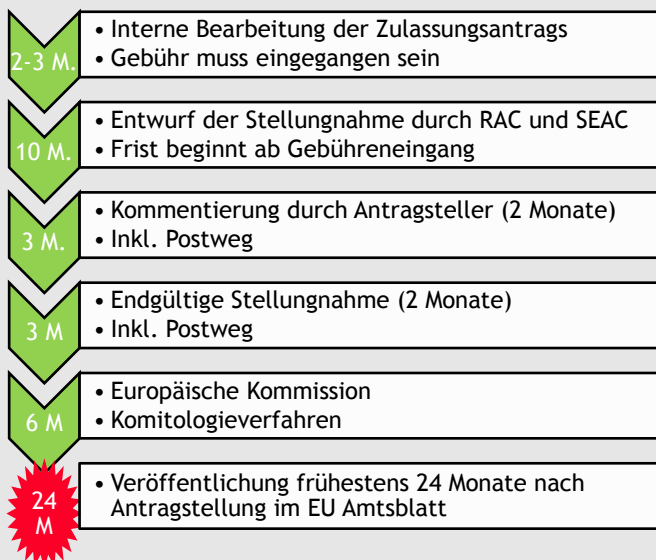 2-3 M.
• Interne Bearbeitung der Zulassungsantrags
• Gebühr muss eingegangen sein
10 M.
• Entwurf der Stellungnahme durch RAC und SEAC
• Frist beginnt ab Gebühreneingang
3 M.
• Kommentierung durch Antragsteller (2 Monate)
• Inkl. Postweg
3 M
• Endgültige Stellungnahme (2 Monate)
• Inkl. Postweg
6 M
• Europäische Kommission
• Komitologieverfahren
24
M
• Veröffentlichung frühestens 24 Monate nach
Antragstellung im EU Amtsblatt